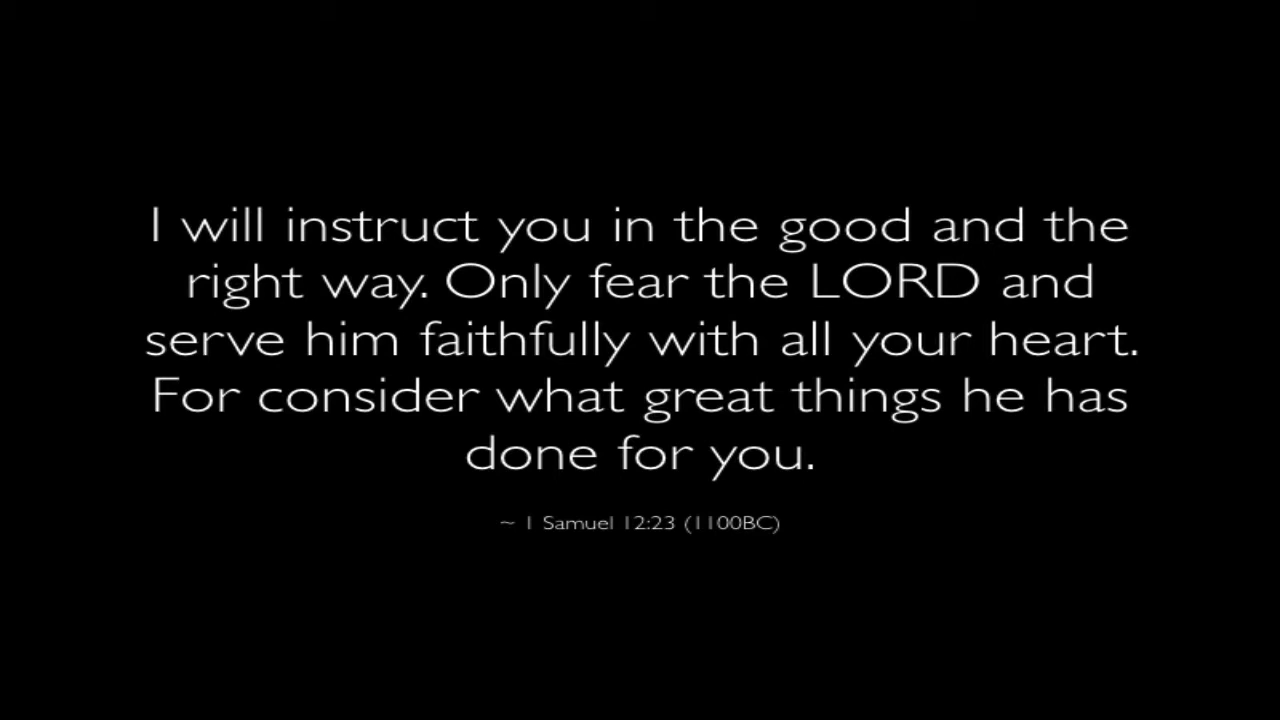 I will instruct you in the good and the
right way. Only fear the LORD and
serve him faithfully with all your heart.
For consider what great things he has
done for you.
~ 1 Samuel 12:23 (1100BC)